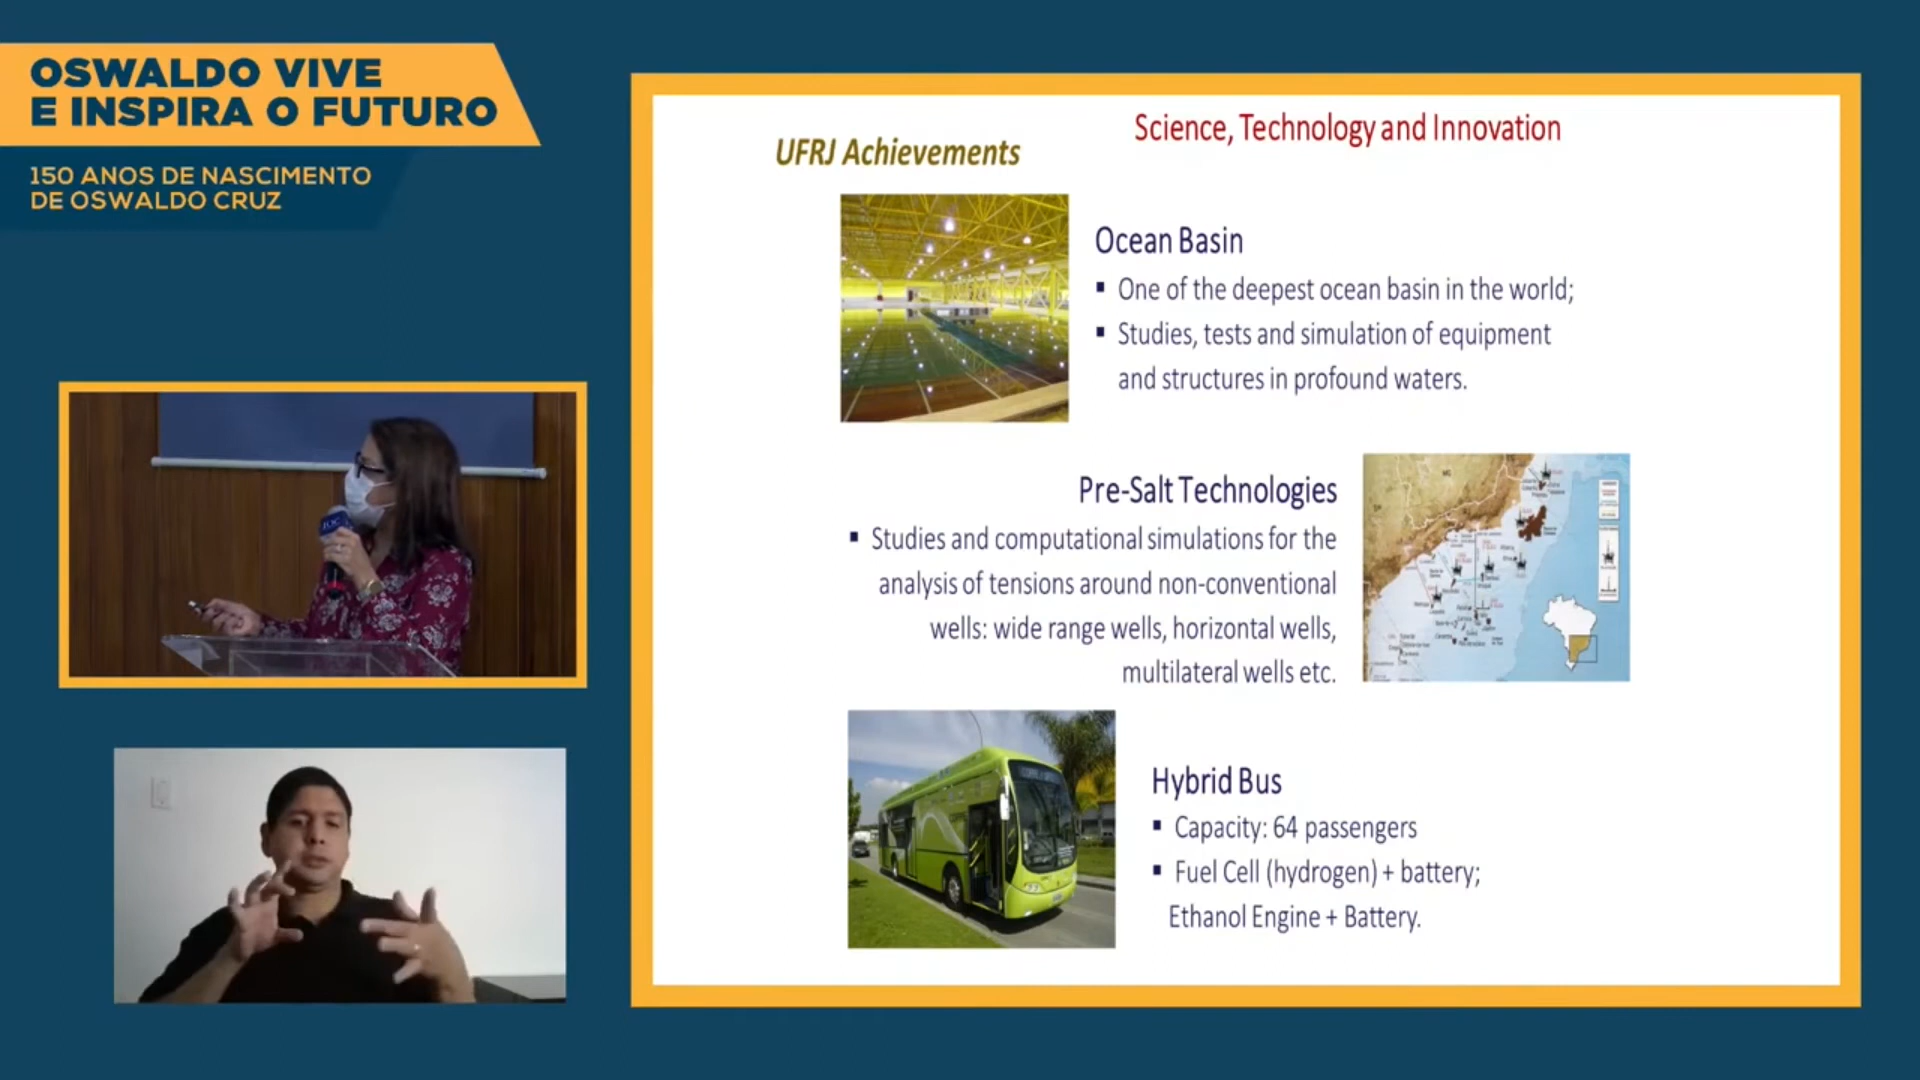 OSWALDO VIVE
E INSPIRA O FUTURO
150 ANOS DE NASCIMENTO
DE OSWALDO CRUZ
Science, Technology and Innovation
UFRJ Achievements
Ocean Basin
▪ One of the deepest ocean basin in the world;
▪ Studies, tests and simulation of equipment
and structures in profound waters.
Pre-Salt Technologies
▪ Studies and computational simulations for the
analysis of tensions around non-conventional
wells: wide range wells, horizontal wells,
multilateral wells etc.
Hybrid Bus
▪ Capacity: 64 passengers
▪ Fuel Cell (hydrogen) + battery;
Ethanol Engine + Battery.